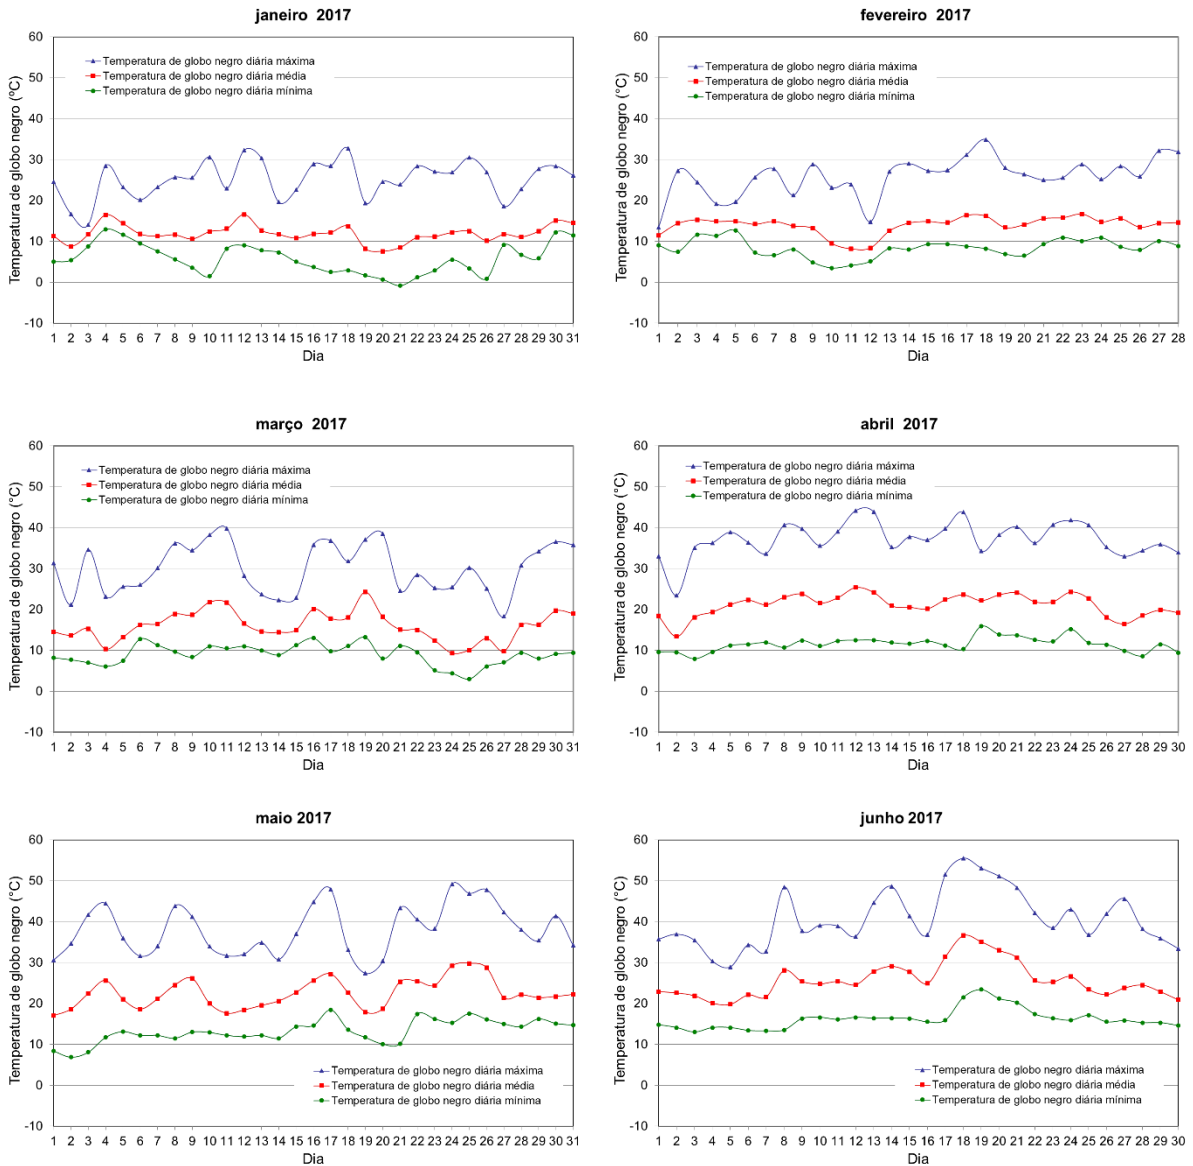 janeiro  2017
Temperatura de globo negro (ºC)
60
50
40
30
20
10
0
-10
Temperatura de globo negro diária máxima
Temperatura de globo negro diária média
Temperatura de globo negro diária mínima
1 2 3 4 5 6 7 8 9 10 11 12 13 14 15 16 17 18 19 20 21 22 23 24 25 26 27 28 29 30 31
Dia
fevereiro  2017
Temperatura de globo negro (°C)
60
50
40
30
20
10
0
-10
Temperatura de globo negro diária máxima
Temperatura de globo negro diária média
Temperatura de globo negro diária mínima
1 2 3 4 5 6 7 8 9 10 11 12 13 14 15 16 17 18 19 20 21 22 23 24 25 26 27 28
Dia
março  2017
Temperatura de globo negro (°C)
60
50
40
30
20
10
0
-10
Temperatura de globo negro diária máxima
Temperatura de globo negro diária média
Temperatura de globo negro diária mínima
1 2 3 4 5 6 7 8 9 10 11 12 13 14 15 16 17 18 19 20 21 22 23 24 25 26 27 28 29 30 31
Dia
abril  2017
Temperatura de globo negro (°C)
60
50
40
30
20
10
0
-10
Temperatura de globo negro diária máxima
Temperatura de globo negro diária média
Temperatura de globo negro diária mínima
1 2 3 4 5 6 7 8 9 10 11 12 13 14 15 16 17 18 19 20 21 22 23 24 25 26 27 28 29 30
Dia
maio 2017
Temperatura de globo negro (°C)
60
50
40
30
20
10
0
-10
Temperatura de globo negro diária máxima
Temperatura de globo negro diária média
Temperatura de globo negro diária mínima
1 2 3 4 5 6 7 8 9 10 11 12 13 14 15 16 17 18 19 20 21 22 23 24 25 26 27 28 29 30 31
Dia
junho 2017
Temperatura de globo negro (°C)
60
50
40
30
20
10
0
-10
Temperatura de globo negro diária máxima
Temperatura de globo negro diária média
Temperatura de globo negro diária mínima
1 2 3 4 5 6 7 8 9 10 11 12 13 14 15 16 17 18 19 20 21 22 23 24 25 26 27 28 29 30
Dia